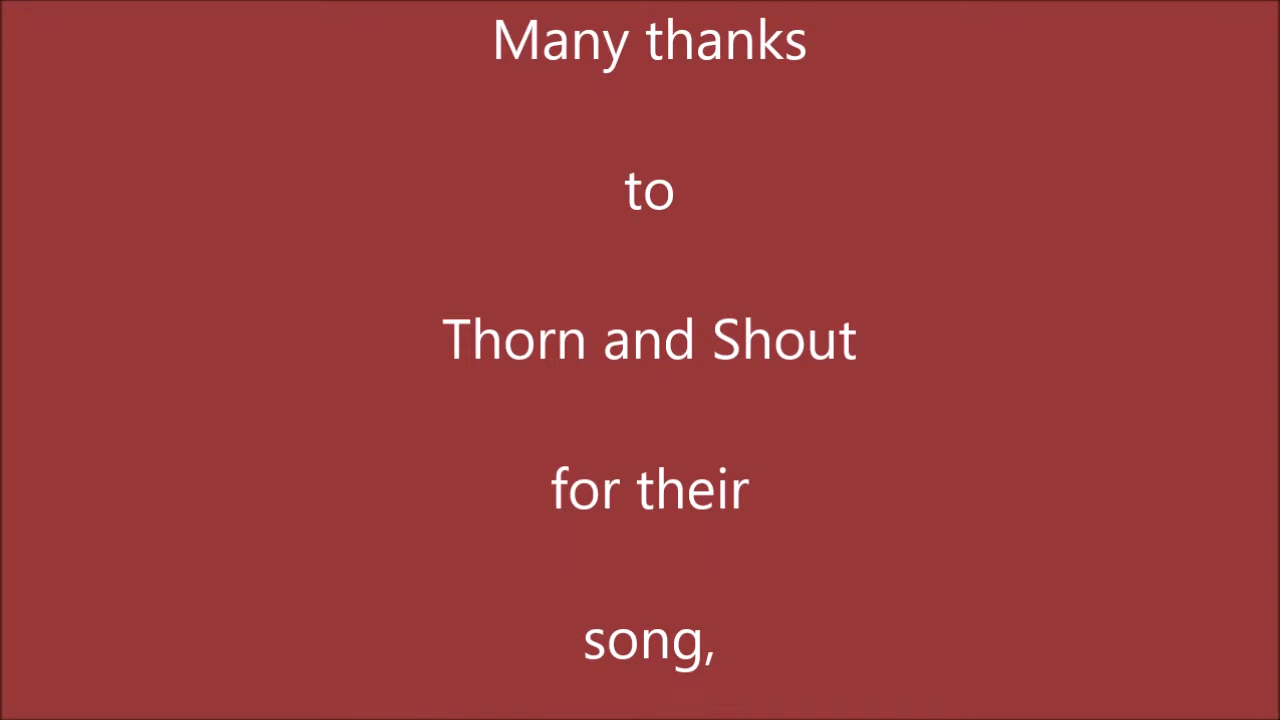 Many thanks
to
Thorn and Shout
for their
song,